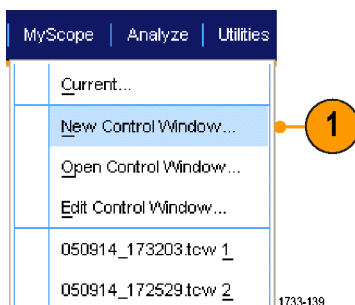 MyScope | Analyze | Utilities
Current...
New Control Window...
1
Open Control Window...
Edit Control Window...
050914_173203.tcw 1
050914_172529.tcw 2
1733-139